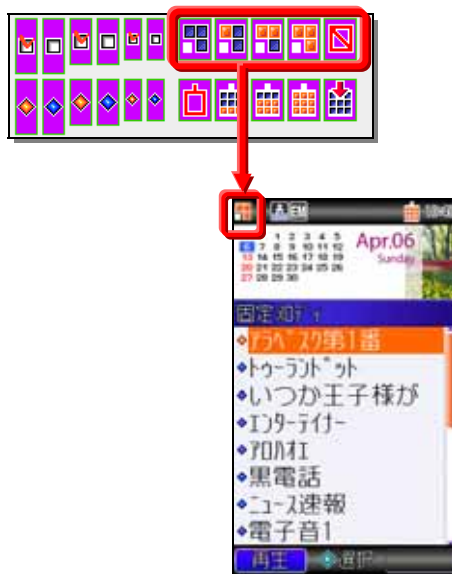 EM
Apr.06
Sunday
1 2 3 4 5
6 7 8 9 10 11 12
13 14 15 16 17 18 19
20 21 22 23 24 25 26
27 28 29 30
固定ﾒﾛﾃﾞｨ
ｱﾗﾍﾞｽｸ第1番
ﾄｩｰﾗﾝﾄﾞｯﾄ
いつか王子様が
ｴﾝﾀｰﾃｲﾅｰ
ｱﾛﾊｵｴ
黒電話
ﾆｭｰｽ速報
電子音1
再生
選択